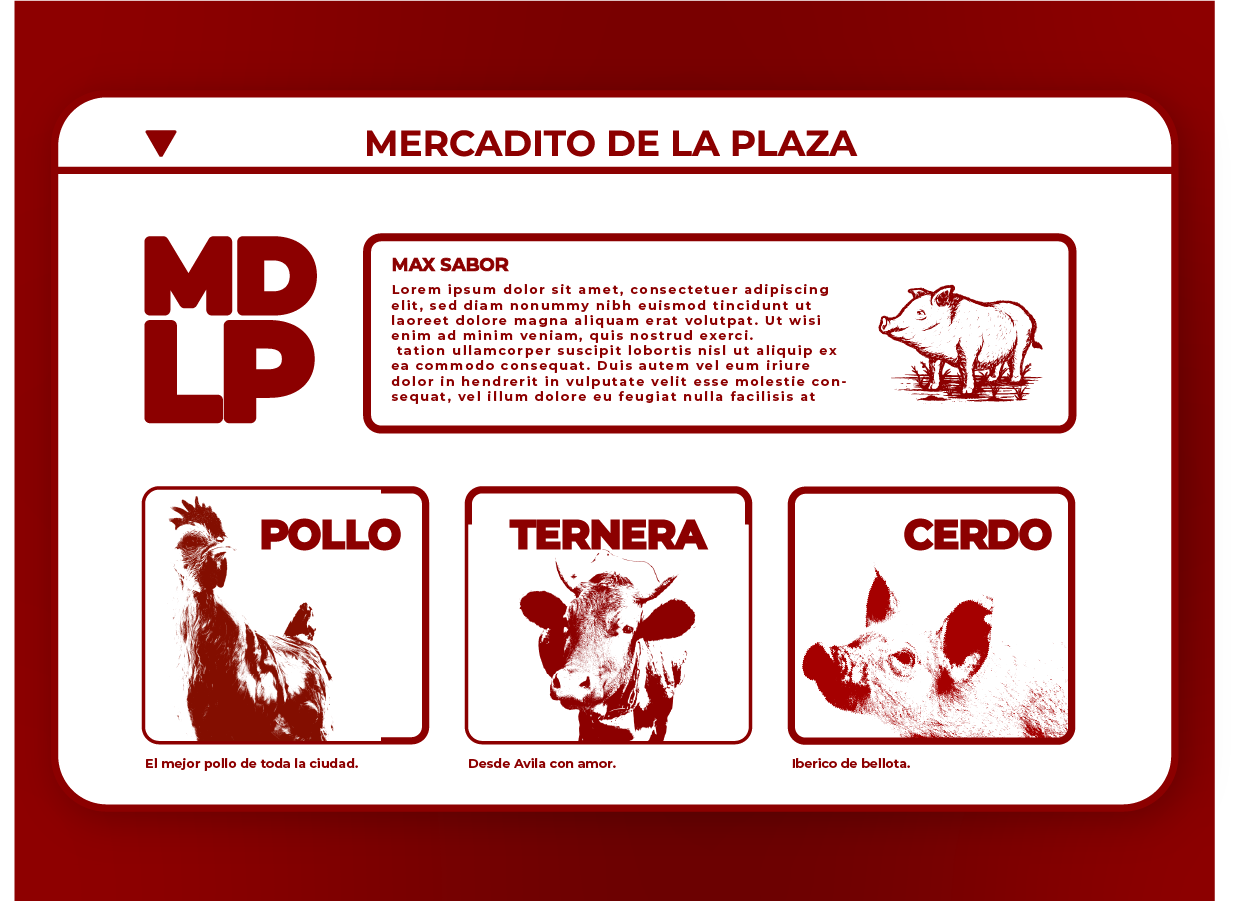 MERCADITO DE LA PLAZA
MD
LP
MAX SABOR
Lorem ipsum dolor sit amet, consectetuer adipiscing
elit, sed diam nonummy nibh euismod tincidunt ut
laoreet dolore magna aliquam erat volutpat. Ut wisi
enim ad minim veniam, quis nostrud exerci.
tation ullamcorper suscipit lobortis nisl ut aliquip ex
ea commodo consequat. Duis autem vel eum iriure
dolor in hendrerit in vulputate velit esse molestie con-
sequat, vel illum dolore eu feugiat nulla facilisis at
POLLO
El mejor pollo de toda la ciudad.
TERNERA
Desde Avila con amor.
CERDO
Iberico de bellota.